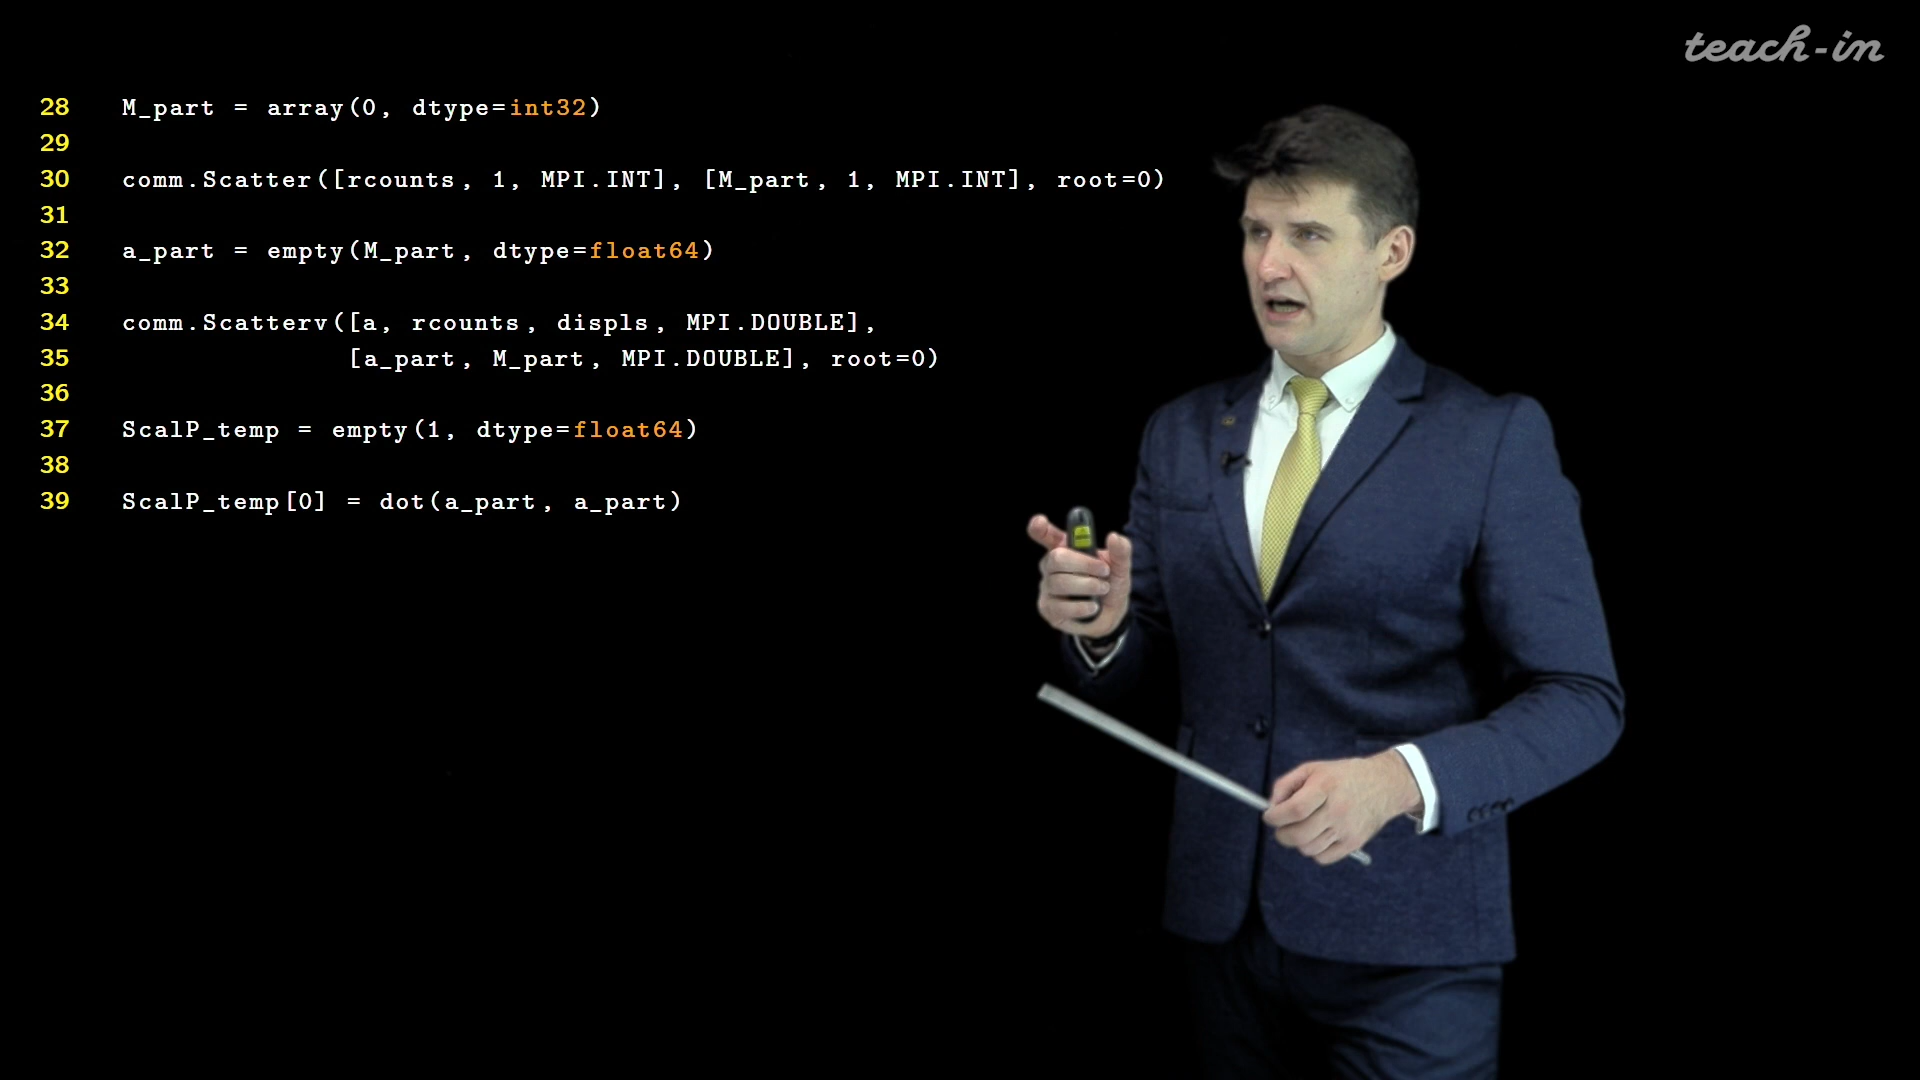 teach-in
28 M_part = array(0, dtype=int32)
29
30 comm.Scatter([rcounts, 1, MPI.INT], [M_part, 1, MPI.INT], root=0)
31
32 a_part = empty(M_part, dtype=float64)
33
34 comm.Scatterv([a, rcounts, displs, MPI.DOUBLE],
35 [a_part, M_part, MPI.DOUBLE], root=0)
36
37 ScalP_temp = empty(1, dtype=float64)
38
39 ScalP_temp[0] = dot(a_part, a_part)